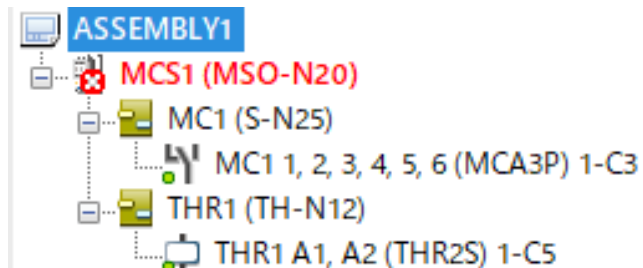 ASSEMBLY1
MCS1 (MSO-N20)
MC1 (S-N25)
MC1 1, 2, 3, 4, 5, 6 (MCA3P) 1-C3
THR1 (TH-N12)
THR1 A1, A2 (THR2S) 1-C5